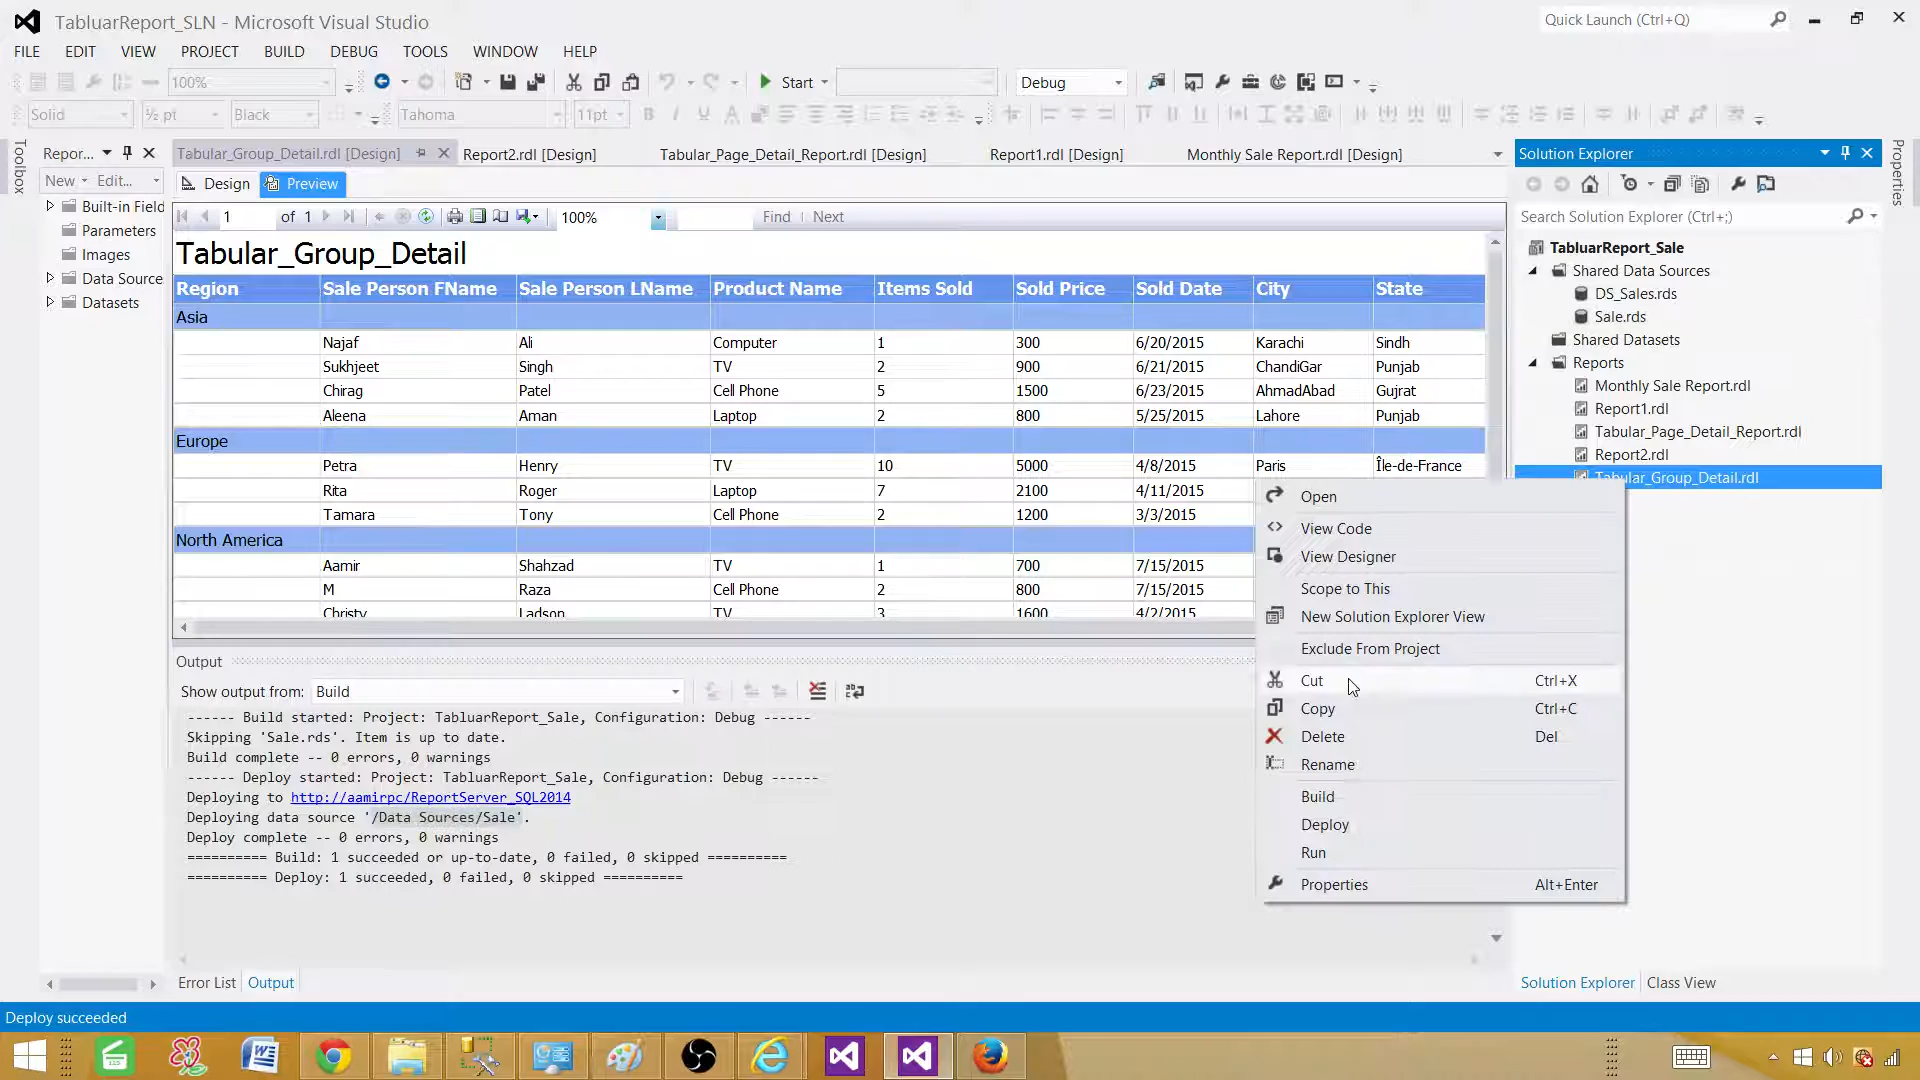 TabluarReport_SLN - Microsoft Visual Studio
Quick Launch (Ctrl+Q)
FILE EDIT VIEW PROJECT BUILD DEBUG TOOLS WINDOW HELP
100% Start Debug
Solid ½ pt Black Tahoma 11pt
Toolbox
Repor...
New Edit...
Built-in Field
Parameters
Images
Data Source
Datasets
Tabular_Group_Detail.rdl [Design] Report2.rdl [Design] Tabular_Page_Detail_Report.rdl [Design] Report1.rdl [Design] Monthly Sale Report.rdl [Design]
Design Preview
1 of 1 100% Find Next
Tabular_Group_Detail
Region Sale Person FName Sale Person LName Product Name Items Sold Sold Price Sold Date City State
Asia
Najaf Ali Computer 1 300 6/20/2015 Karachi Sindh
Sukhjeet Singh TV 2 900 6/21/2015 ChandiGar Punjab
Chirag Patel Cell Phone 5 1500 6/23/2015 AhmadAbad Gujrat
Aleena Aman Laptop 2 800 5/25/2015 Lahore Punjab
Europe
Petra Henry TV 10 5000 4/8/2015 Paris Île-de-France
Rita Roger Laptop 7 2100 4/11/2015
Tamara Tony Cell Phone 2 1200 3/3/2015
North America
Aamir Shahzad TV 1 700 7/15/2015
M Raza Cell Phone 2 800 7/15/2015
Christy Ladson TV 3 1600 4/2/2015
Output
Show output from: Build
------ Build started: Project: TabluarReport_Sale, Configuration: Debug ------
Skipping 'Sale.rds'. Item is up to date.
Build complete -- 0 errors, 0 warnings
------ Deploy started: Project: TabluarReport_Sale, Configuration: Debug ------
Deploying to http://aamirpc/ReportServer_SQL2014
Deploying data source '/Data Sources/Sale'.
Deploy complete -- 0 errors, 0 warnings
========== Build: 1 succeeded or up-to-date, 0 failed, 0 skipped ==========
========== Deploy: 1 succeeded, 0 failed, 0 skipped ==========
Error List Output
Open
View Code
View Designer
Scope to This
New Solution Explorer View
Exclude From Project
Cut Ctrl+X
Copy Ctrl+C
Delete Del
Rename
Build
Deploy
Run
Properties Alt+Enter
Solution Explorer
Search Solution Explorer (Ctrl+;)
TabluarReport_Sale
Shared Data Sources
DS_Sales.rds
Sale.rds
Shared Datasets
Reports
Monthly Sale Report.rdl
Report1.rdl
Tabular_Page_Detail_Report.rdl
Report2.rdl
Tabular_Group_Detail.rdl
Solution Explorer Class View
Properties
Deploy succeeded